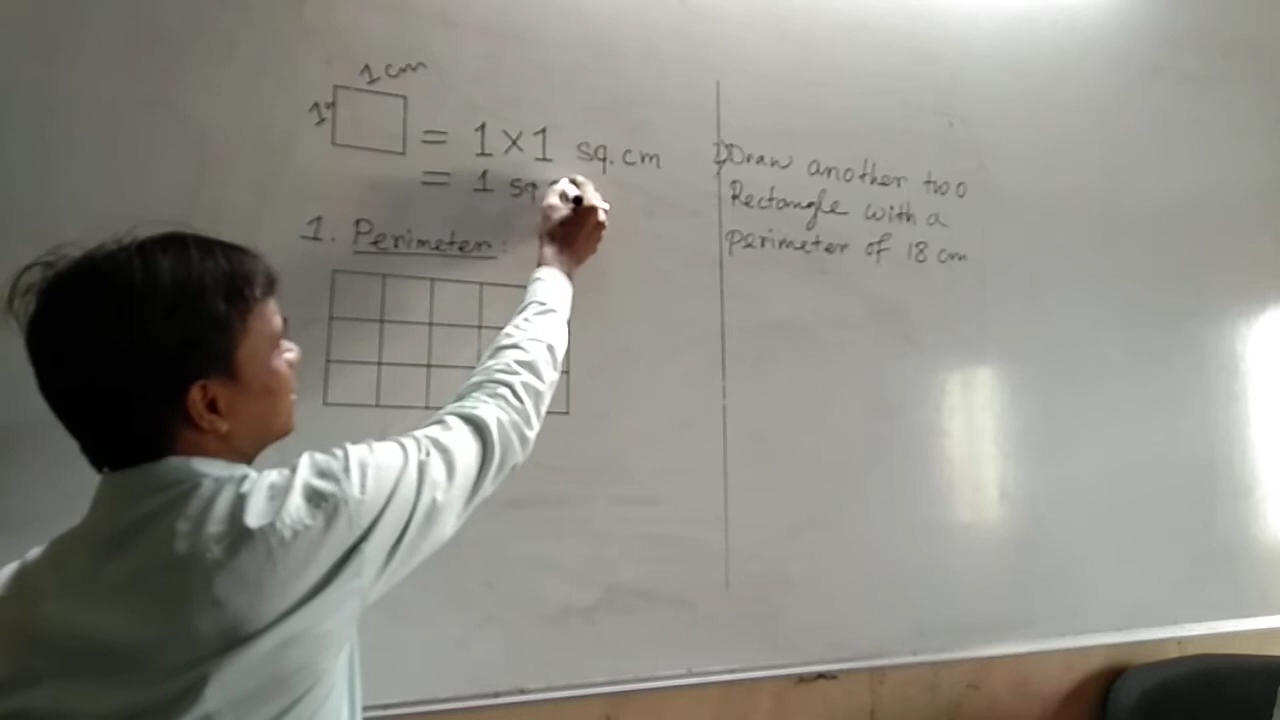 1 cm
1"
= 1×1 sq. cm
= 1 sq
1. Perimeter:
1) Draw another two
Rectangle with a
perimeter of 18 cm